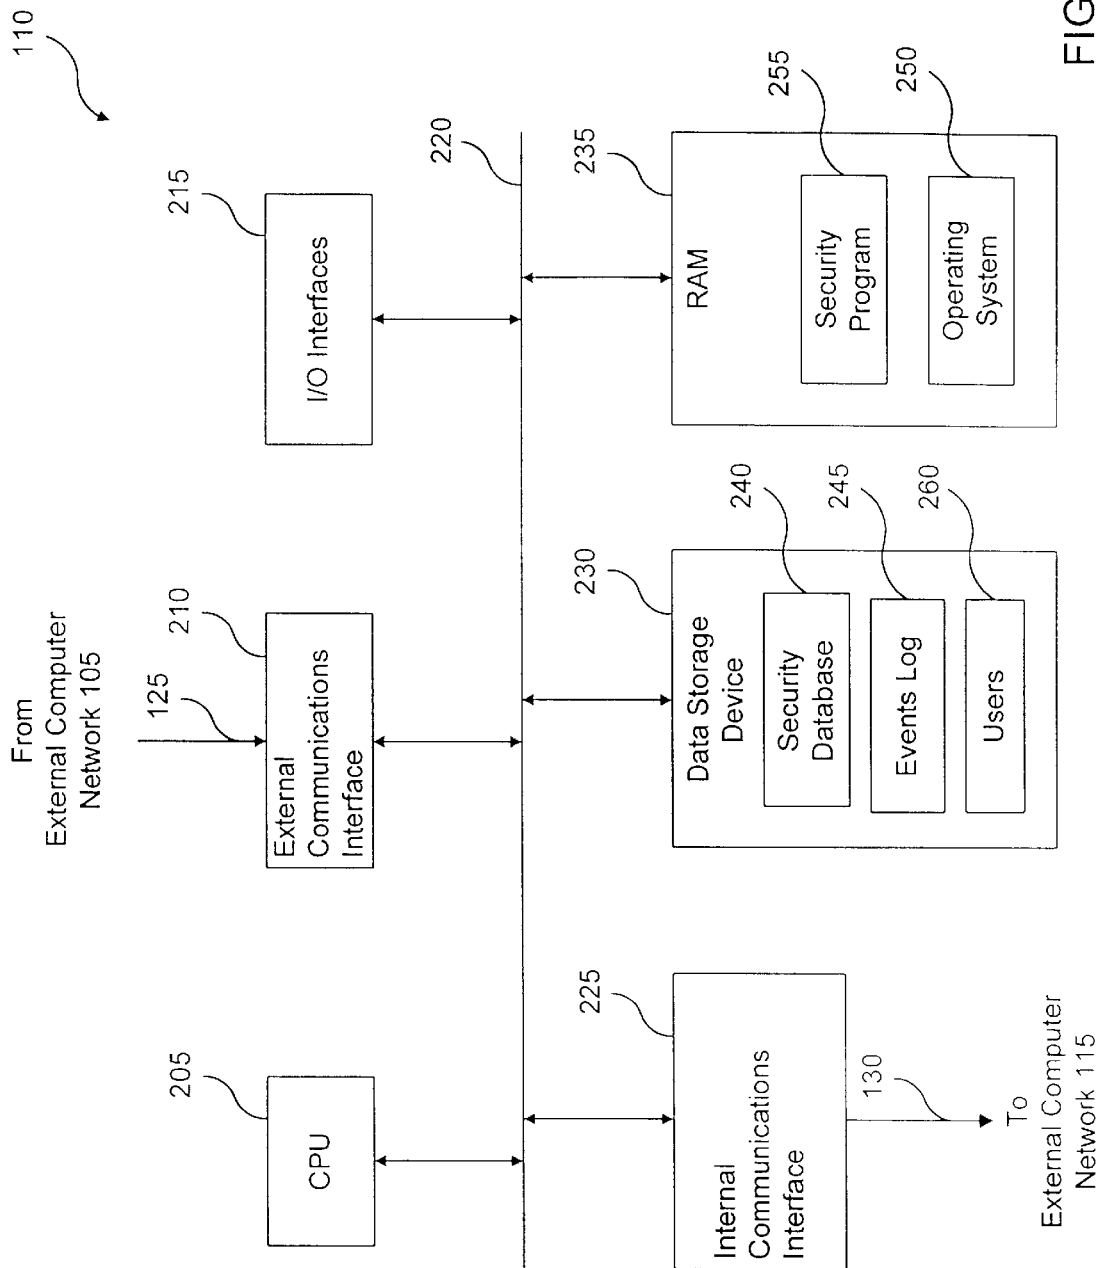 110
From
External Computer
Network 105
125
205
CPU
210
External
Communications
Interface
215
I/O Interfaces
220
225
Internal
Communications
Interface
130
To
External Computer
Network 115
230
Data Storage
Device
240
Security
Database
245
Events Log
260
Users
235
RAM
255
Security
Program
250
Operating
System
FIG